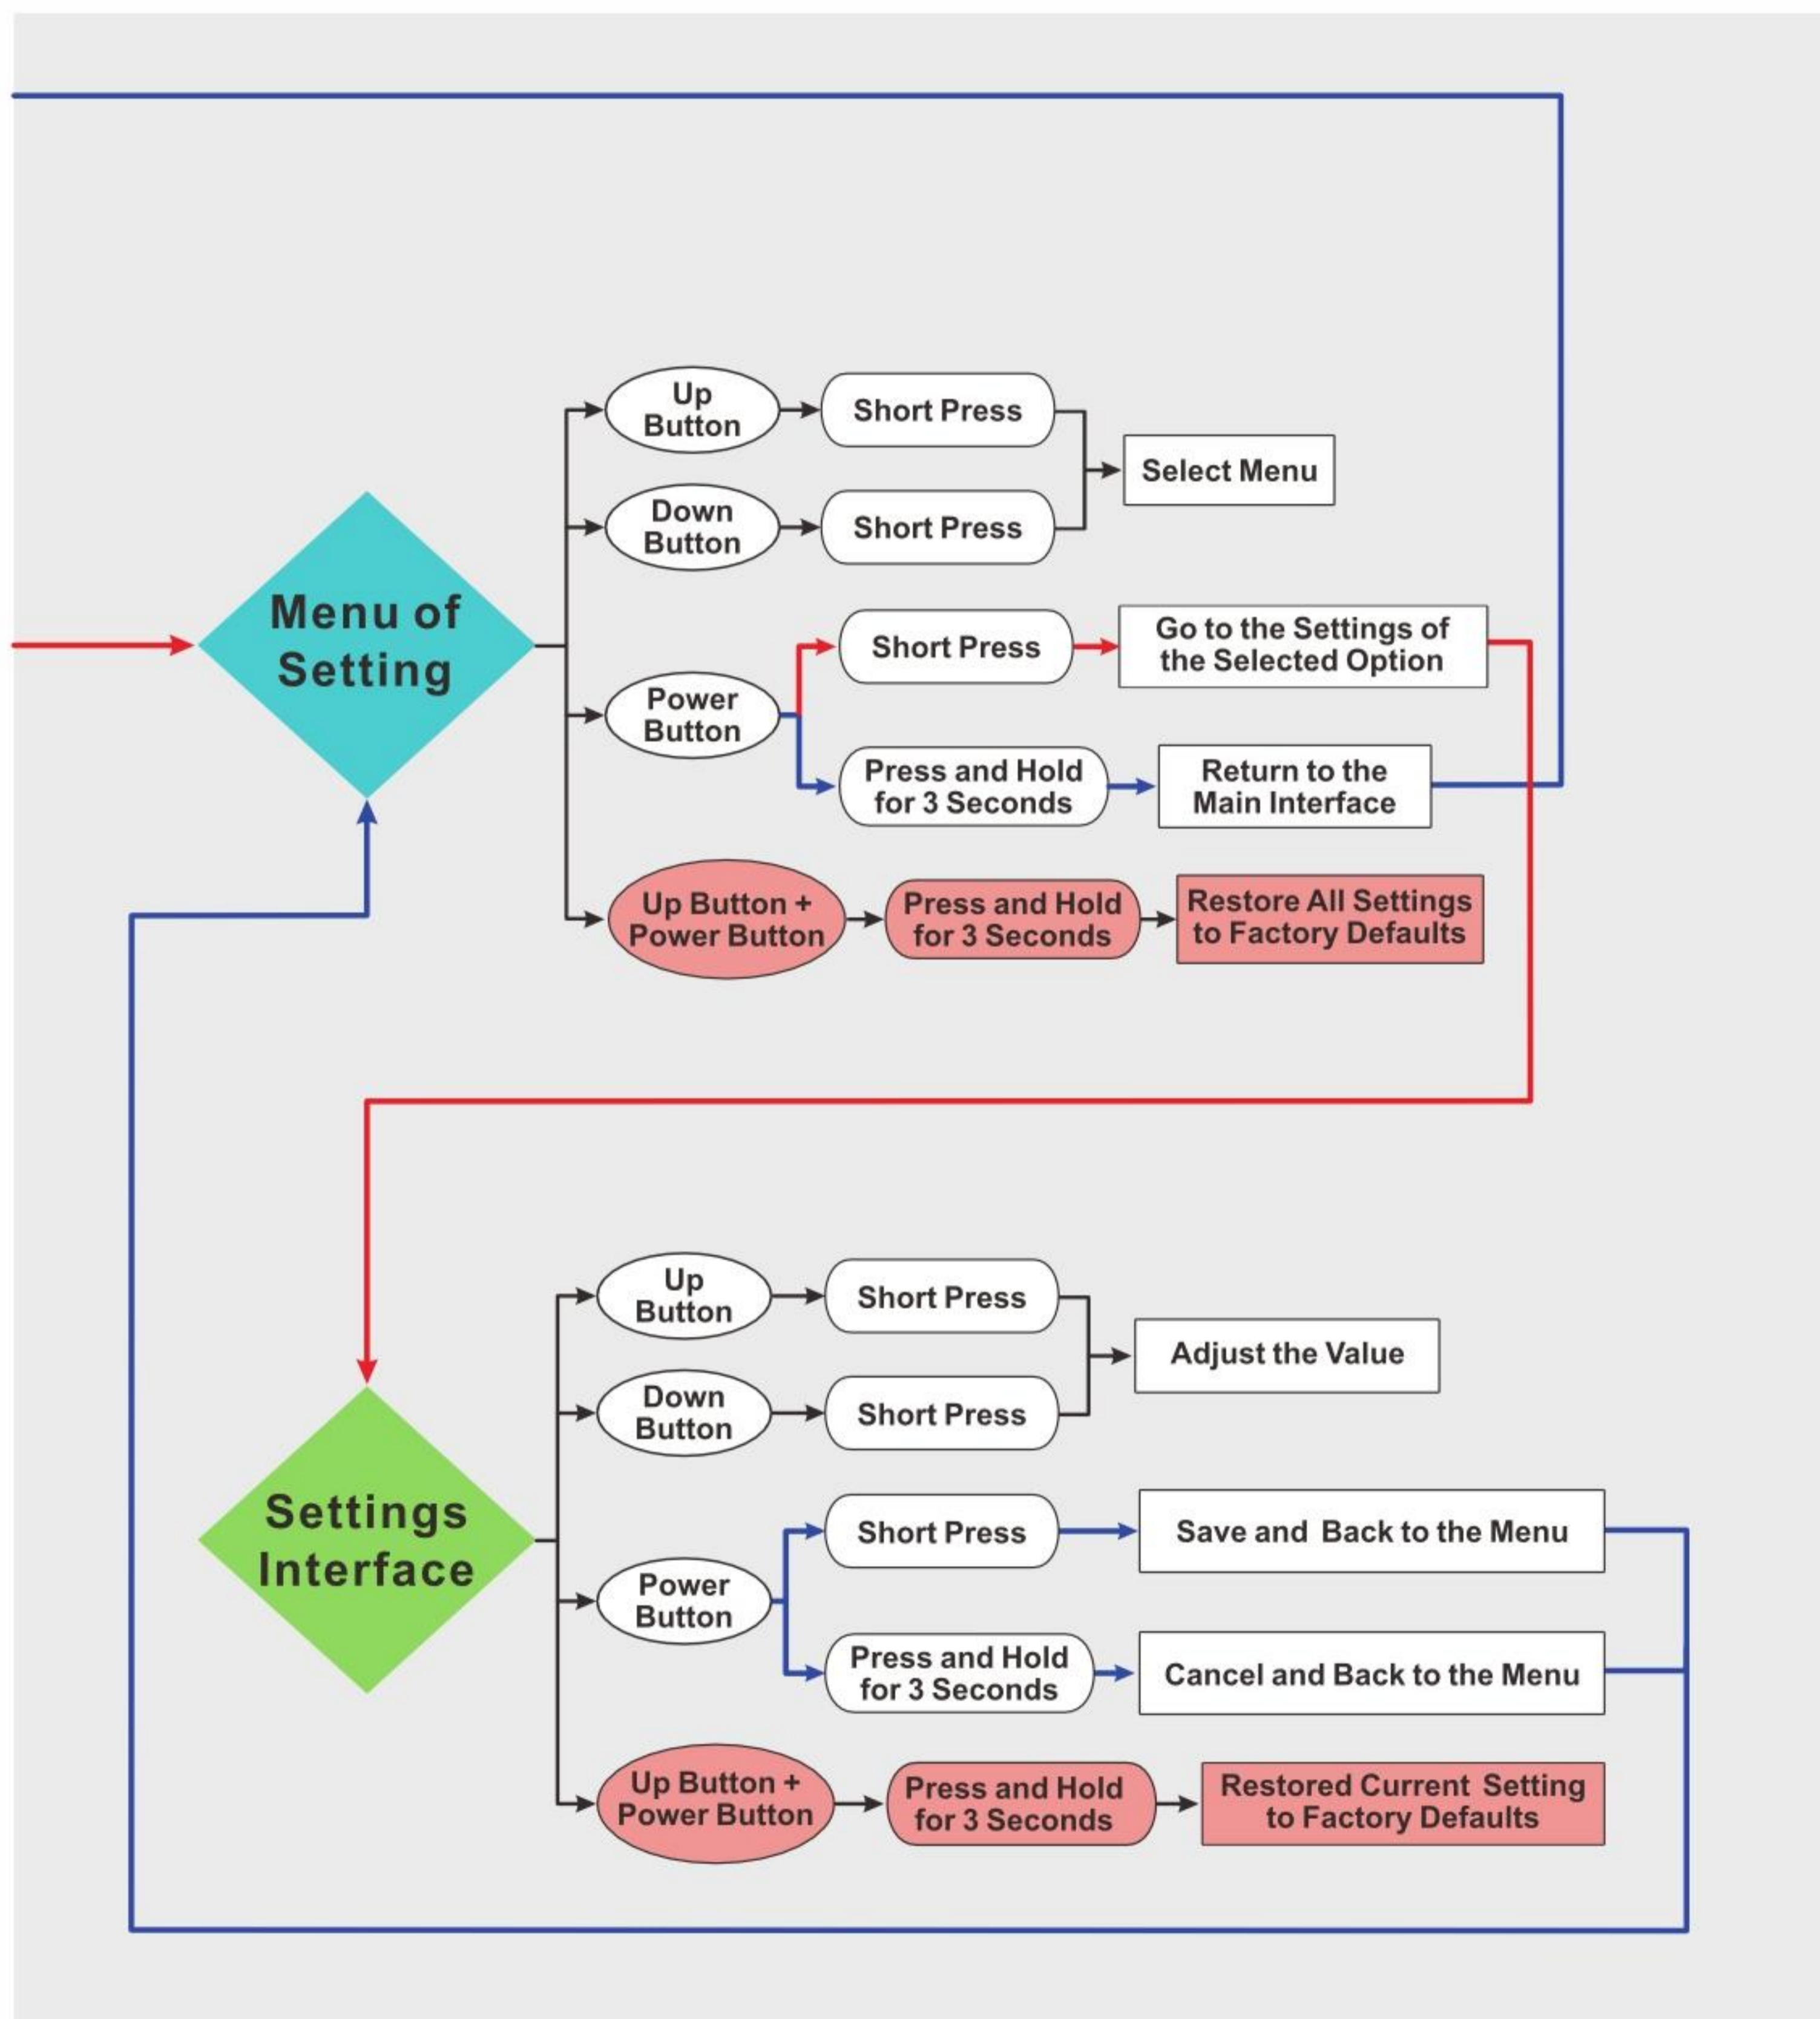 Up
Button
Short Press
Select Menu
Down
Button
Short Press
Menu of
Setting
Power
Button
Short Press
Go to the Settings of
the Selected Option
Press and Hold
for 3 Seconds
Return to the
Main Interface
Up Button +
Power Button
Press and Hold
for 3 Seconds
Restore All Settings
to Factory Defaults
Up
Button
Short Press
Adjust the Value
Down
Button
Short Press
Settings
Interface
Power
Button
Short Press
Save and Back to the Menu
Press and Hold
for 3 Seconds
Cancel and Back to the Menu
Up Button +
Power Button
Press and Hold
for 3 Seconds
Restored Current Setting
to Factory Defaults